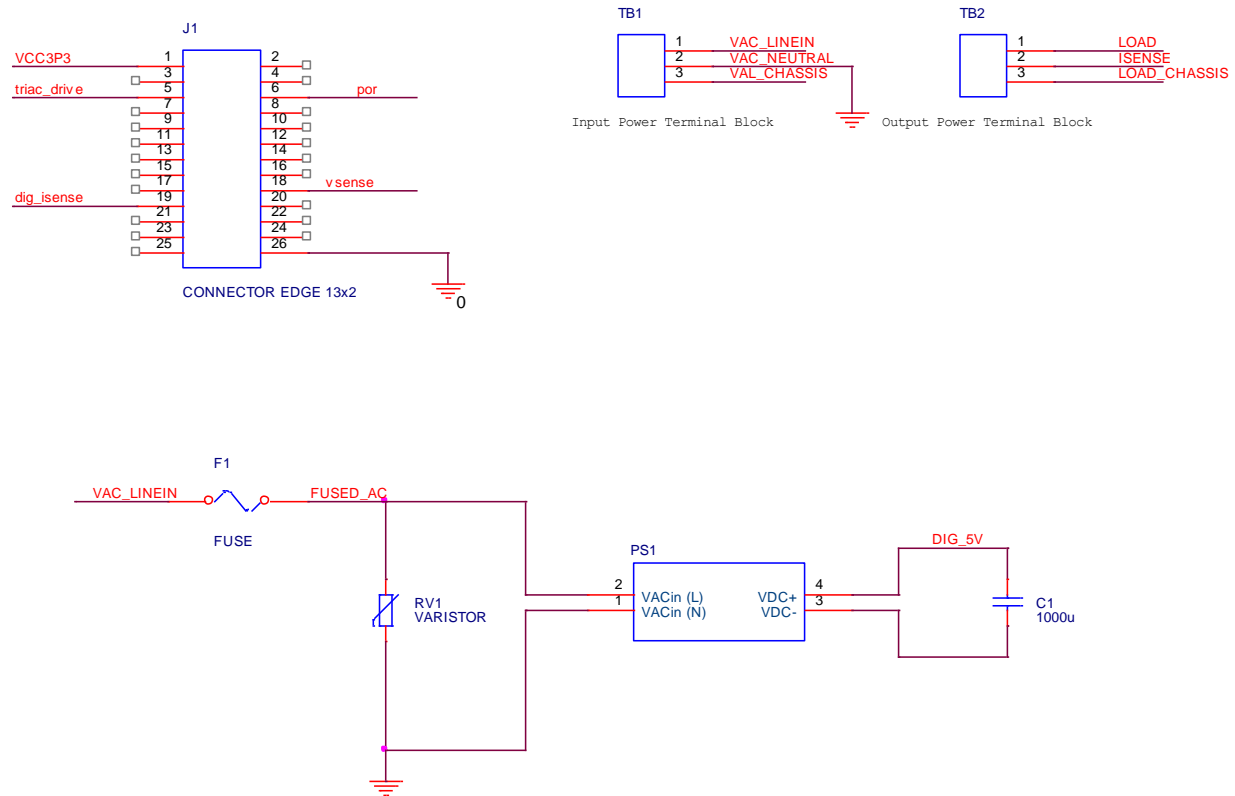 J1
VCC3P3 1 2
3 4
triac_drive 5 6 por
7 8
9 10
11 12
13 14
15 16
17 18 vsense
dig_isense 19 20
21 22
23 24
25 26
CONNECTOR EDGE 13x2
0
TB1
1 VAC_LINEIN
2 VAC_NEUTRAL
3 VAL_CHASSIS
Input Power Terminal Block
TB2
1 LOAD
2 ISENSE
3 LOAD_CHASSIS
Output Power Terminal Block
F1
VAC_LINEIN FUSED_AC
FUSE
RV1
VARISTOR
PS1
2 VACin (L) VDC+ 4
1 VACin (N) VDC- 3
DIG_5V
C1
1000u